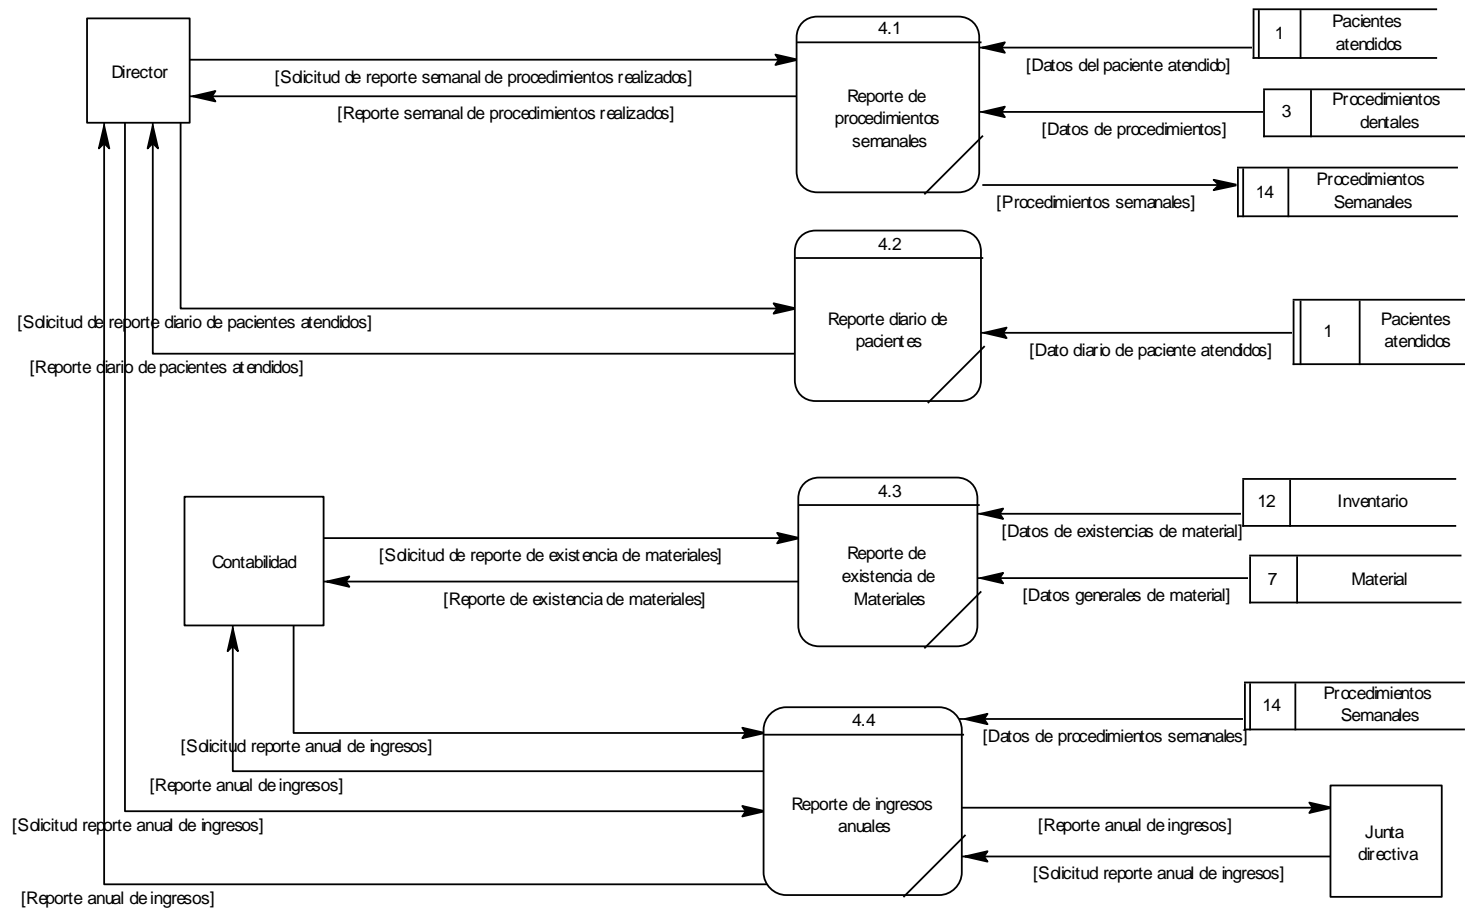 4.1
1
Pacientes
atendidos
Director
[Solicitud de reporte semanal de procedimientos realizados]
[Datos del paciente atendido]
[Reporte semanal de procedimientos realizados]
Reporte de
procedimientos
semanales
3
Procedimientos
dentales
[Datos de procedimientos]
14
Procedimientos
Semanales
[Procedimientos semanales]
4.2
[Solicitud de reporte diario de pacientes atendidos]
Reporte diario de
pacientes
1
Pacientes
atendidos
[Dato diario de paciente atendidos]
[Reporte diario de pacientes atendidos]
4.3
12
Inventario
[Datos de existencias de material]
Contabilidad
[Solicitud de reporte de existencia de materiales]
Reporte de
existencia de
Materiales
7
Material
[Reporte de existencia de materiales]
[Datos generales de material]
4.4
14
Procedimientos
Semanales
[Datos de procedimientos semanales]
[Solicitud reporte anual de ingresos]
[Reporte anual de ingresos]
[Solicitud reporte anual de ingresos]
Reporte de ingresos
anuales
[Reporte anual de ingresos]
Junta
directiva
[Solicitud reporte anual de ingresos]
[Reporte anual de ingresos]